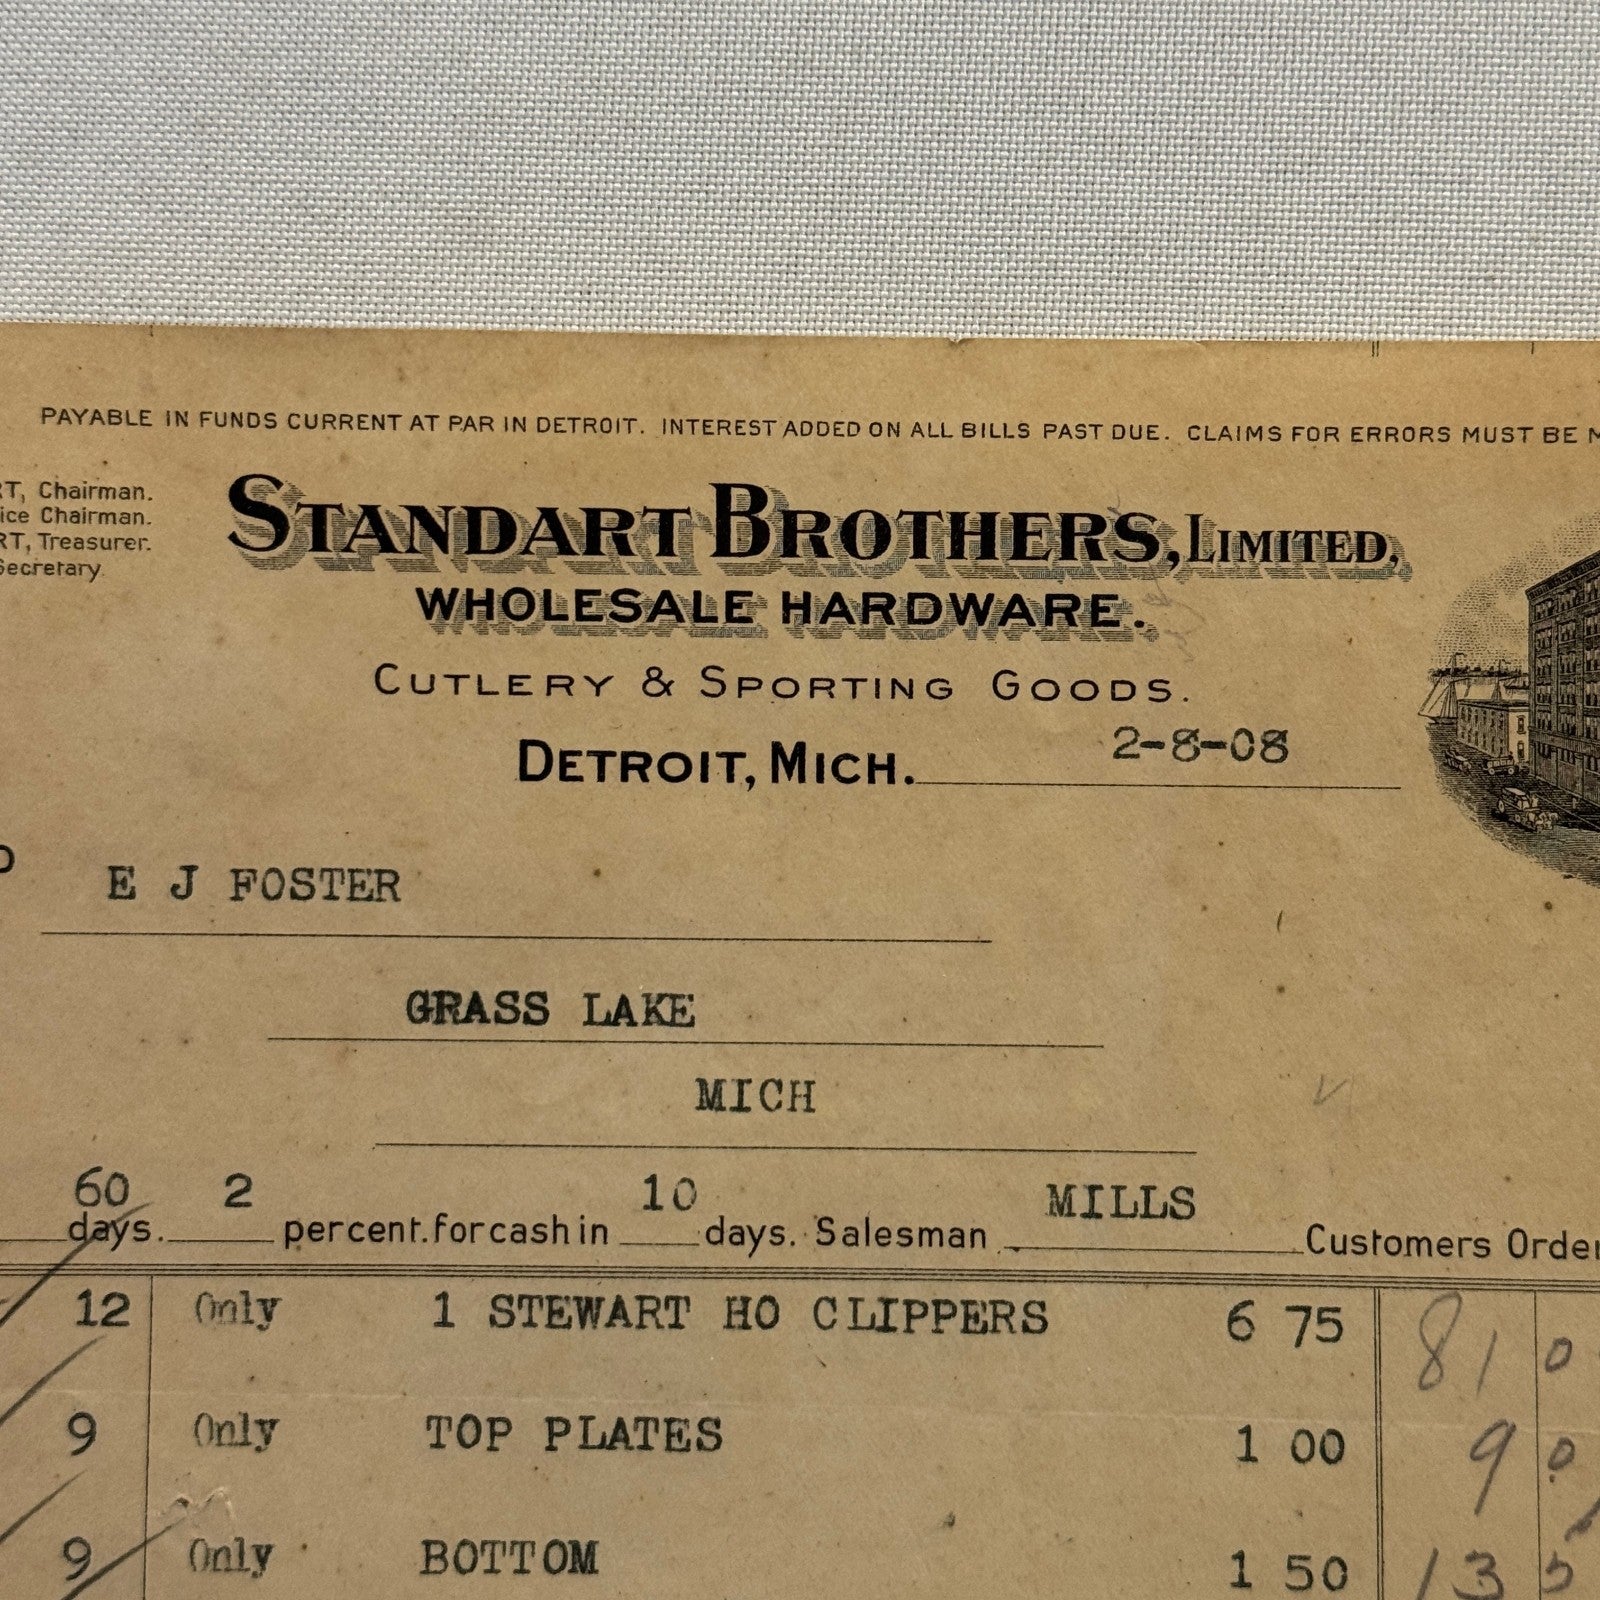 PAYABLE IN FUNDS CURRENT AT PAR IN DETROIT. INTEREST ADDED ON ALL BILLS PAST DUE. CLAIMS FOR ERRORS MUST BE
RT, Chairman.
ice Chairman.
RT, Treasurer.
Secretary.
STANDART BROTHERS, LIMITED,
WHOLESALE HARDWARE.
CUTLERY & SPORTING GOODS.
DETROIT, MICH. 2-8-08
E J FOSTER
GRASS LAKE
MICH
60 days. 2 percent. for cash in 10 days. Salesman MILLS Customers Order
12 Only 1 STEWART HO CLIPPERS 6 75 81 0
9 Only TOP PLATES 1 00 9 0
9 Only BOTTOM 1 50 13 5